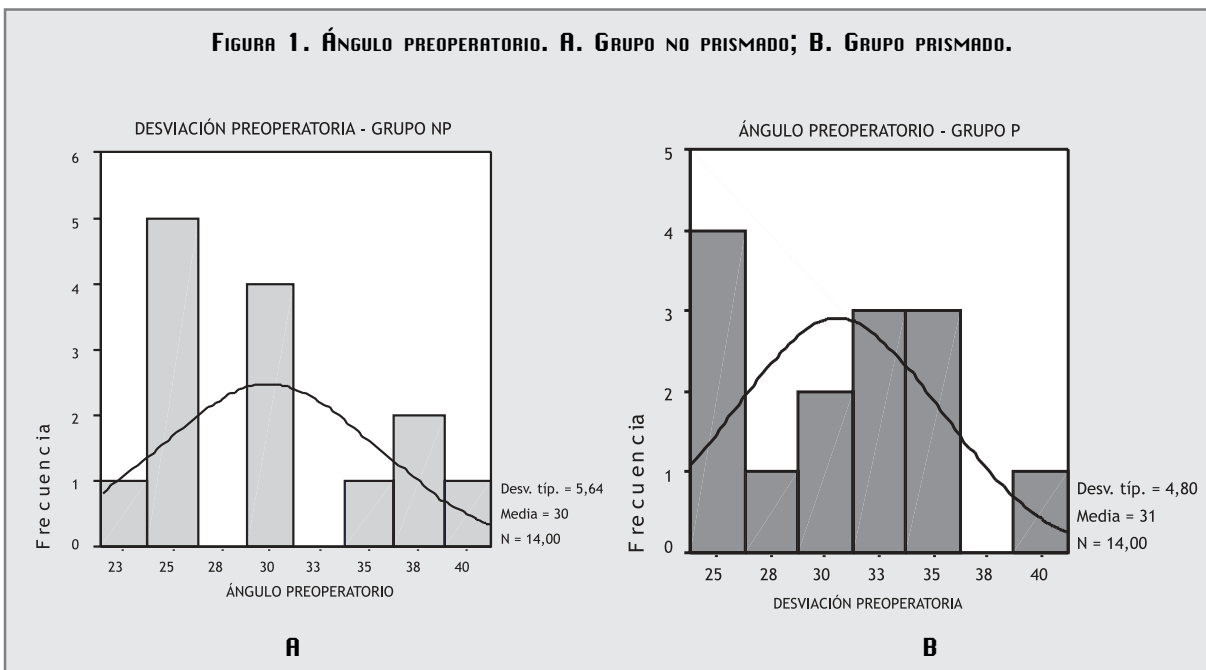 FIGURA 1. ÁNGULO PREOPERATORIO. A. GRUPO NO PRISMADO; B. GRUPO PRISMADO.
DESVIACIÓN PREOPERATORIA - GRUPO NP
6
5
4
3
2
1
0
Frecuencia
23 25 28 30 33 35 38 40
ÁNGULO PREOPERATORIO
Desv. típ. = 5,64
Media = 30
N = 14,00
A
ÁNGULO PREOPERATORIO - GRUPO P
5
4
3
2
1
0
Frecuencia
25 28 30 33 35 38 40
DESVIACIÓN PREOPERATORIA
Desv. típ. = 4,80
Media = 31
N = 14,00
B